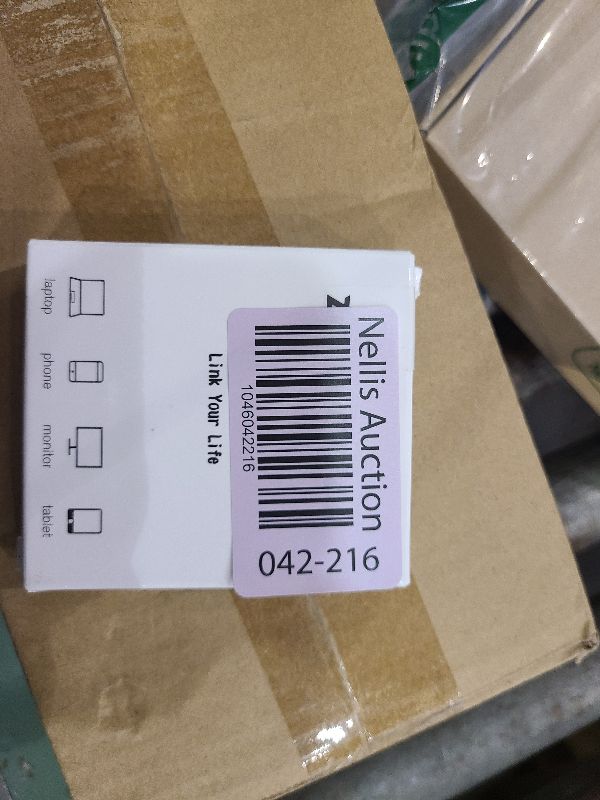 Nellis Auction
1046042216
042-216
Link Your Life
laptop
phone
monitor
tablet